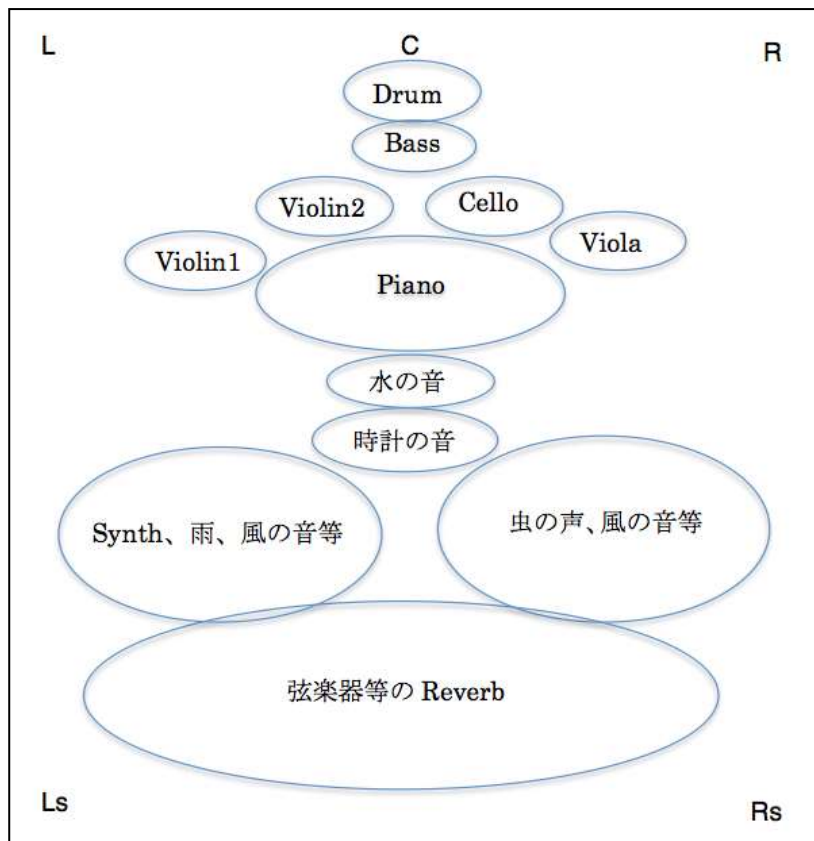 L
C
R
Drum
Bass
Violin2
Cello
Viola
Violin1
Piano
水の音
時計の音
Synth、雨、風の音等
虫の声、風の音等
弦楽器等の Reverb
Ls
Rs